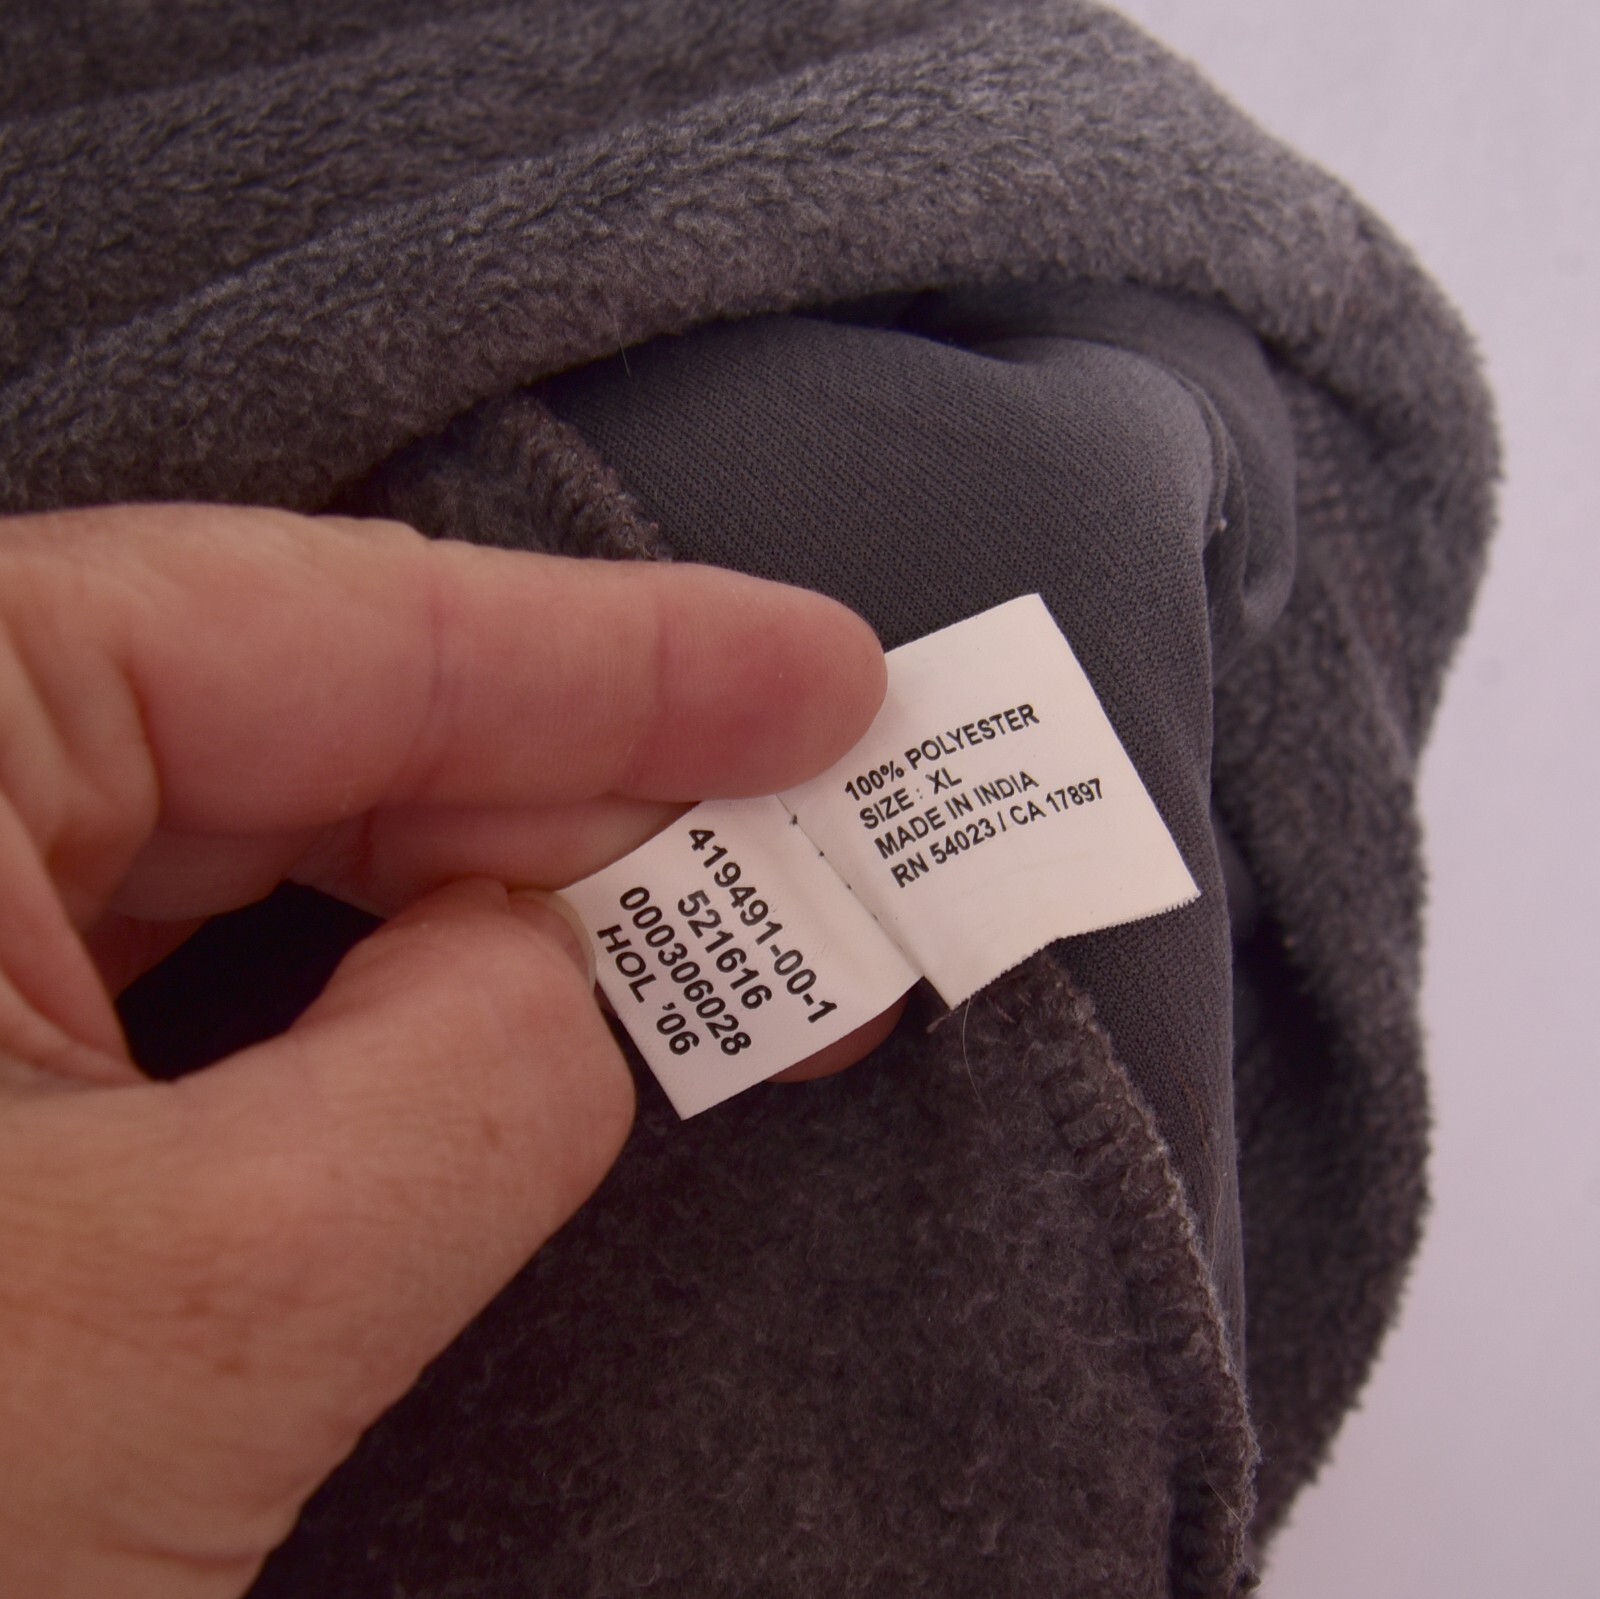 100% POLYESTER
SIZE : XL
MADE IN INDIA
RN 54023 / CA 17897
419491-00-1
521616
000306028
HOL '06